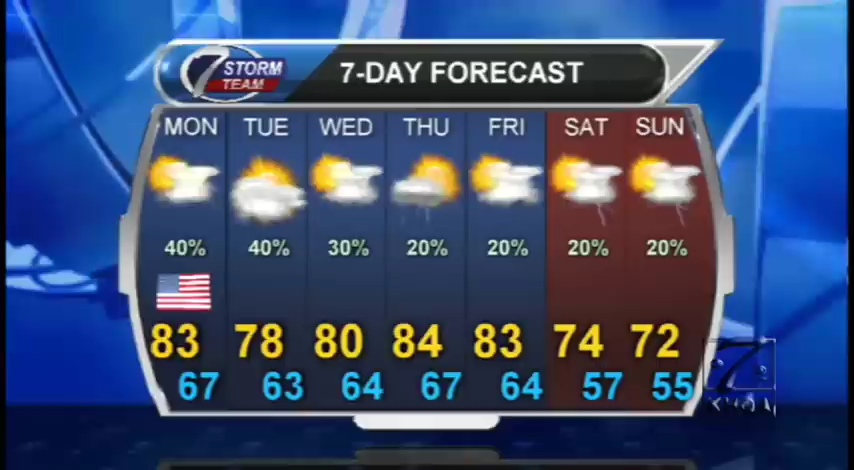 7 STORM TEAM
7-DAY FORECAST
MON TUE WED THU FRI SAT SUN
40% 40% 30% 20% 20% 20% 20%
83 78 80 84 83 74 72
67 63 64 67 64 57 55
7